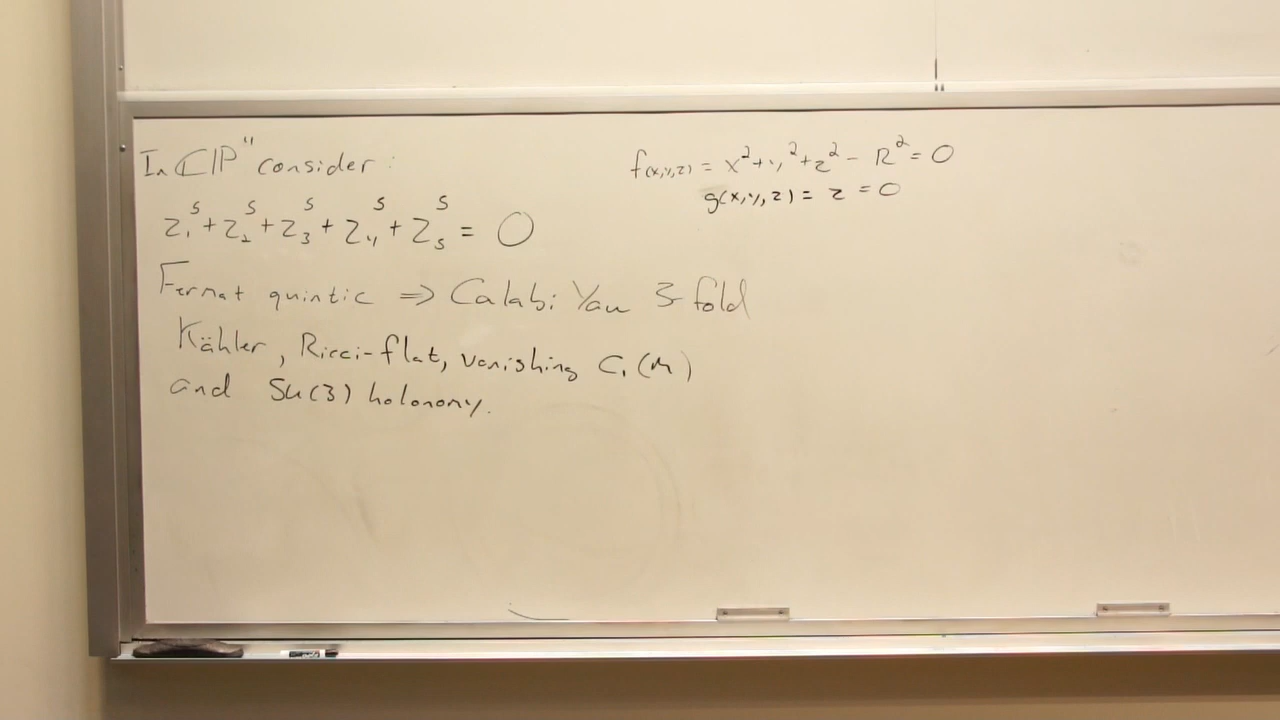 In ℂℙ⁴ consider:
z₁⁵ + z₂⁵ + z₃⁵ + z₄⁵ + z₅⁵ = 0
Fermat quintic ⇒ Calabi Yau 3-fold
Kähler, Ricci-flat, vanishing C₁(M)
and SU(3) holonomy.
f(x,y,z) = x² + y² + z² - R² = 0
g(x,y,z) = z = 0